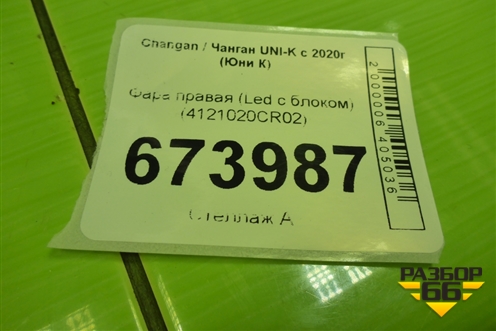 Changan / Чанган UNI-K с 2020г
(Юни К)
Фара правая (Led с блоком)
(4121020CR02)
673987
Стеллаж А
2000006405036
РАЗБОР
66